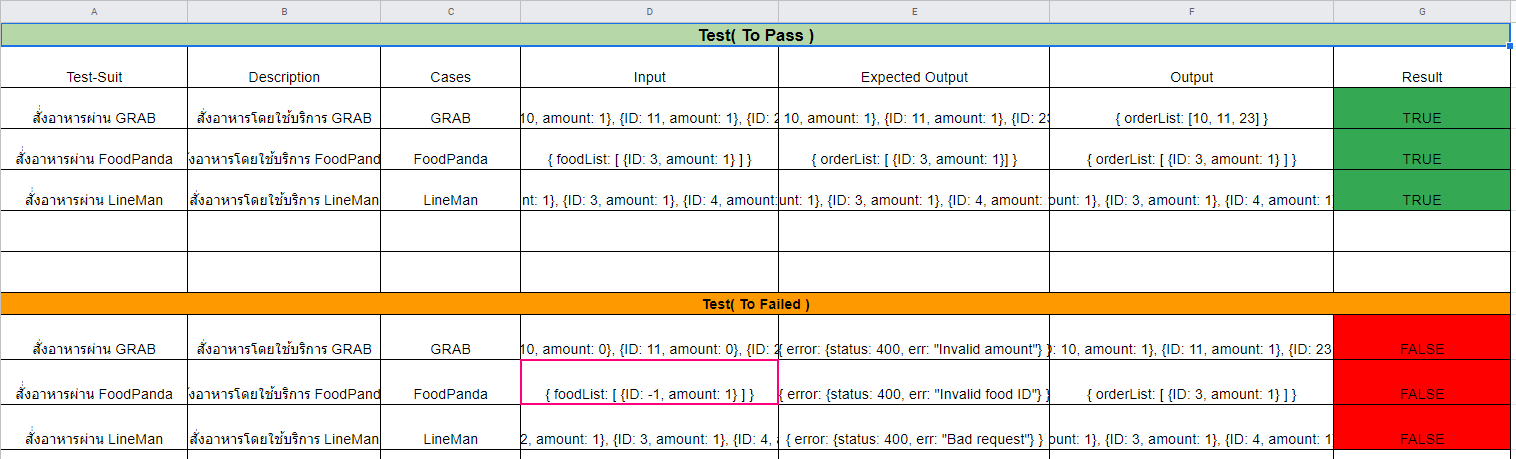 A B C D E F G
Test( To Pass )
Test-Suit Description Cases Input Expected Output Output Result
สั่งอาหารผ่าน GRAB สั่งอาหารโดยใช้บริการ GRAB GRAB 10, amount: 1}, {ID: 11, amount: 1}, {ID: 2 10, amount: 1}, {ID: 11, amount: 1}, {ID: 23 { orderList: [10, 11, 23] } TRUE
สั่งอาหารผ่าน FoodPanda งอาหารโดยใช้บริการ FoodPand FoodPanda { foodList: [ {ID: 3, amount: 1} ] } { orderList: [ {ID: 3, amount: 1}] } { orderList: [ {ID: 3, amount: 1} ] } TRUE
สั่งอาหารผ่าน LineMan สั่งอาหารโดยใช้บริการ LineMan LineMan nt: 1}, {ID: 3, amount: 1}, {ID: 4, amount: unt: 1}, {ID: 3, amount: 1}, {ID: 4, amount: ount: 1}, {ID: 3, amount: 1}, {ID: 4, amount: 1 TRUE
Test( To Failed )
สั่งอาหารผ่าน GRAB สั่งอาหารโดยใช้บริการ GRAB GRAB 10, amount: 0}, {ID: 11, amount: 0}, {ID: 2 { error: {status: 400, err: "Invalid amount"} } : 10, amount: 1}, {ID: 11, amount: 1}, {ID: 23 FALSE
สั่งอาหารผ่าน FoodPanda งอาหารโดยใช้บริการ FoodPand FoodPanda { foodList: [ {ID: -1, amount: 1} ] } { error: {status: 400, err: "Invalid food ID"} } { orderList: [ {ID: 3, amount: 1} ] } FALSE
สั่งอาหารผ่าน LineMan สั่งอาหารโดยใช้บริการ LineMan LineMan 2, amount: 1}, {ID: 3, amount: 1}, {ID: 4, { error: {status: 400, err: "Bad request"} } ount: 1}, {ID: 3, amount: 1}, {ID: 4, amount: 1 FALSE